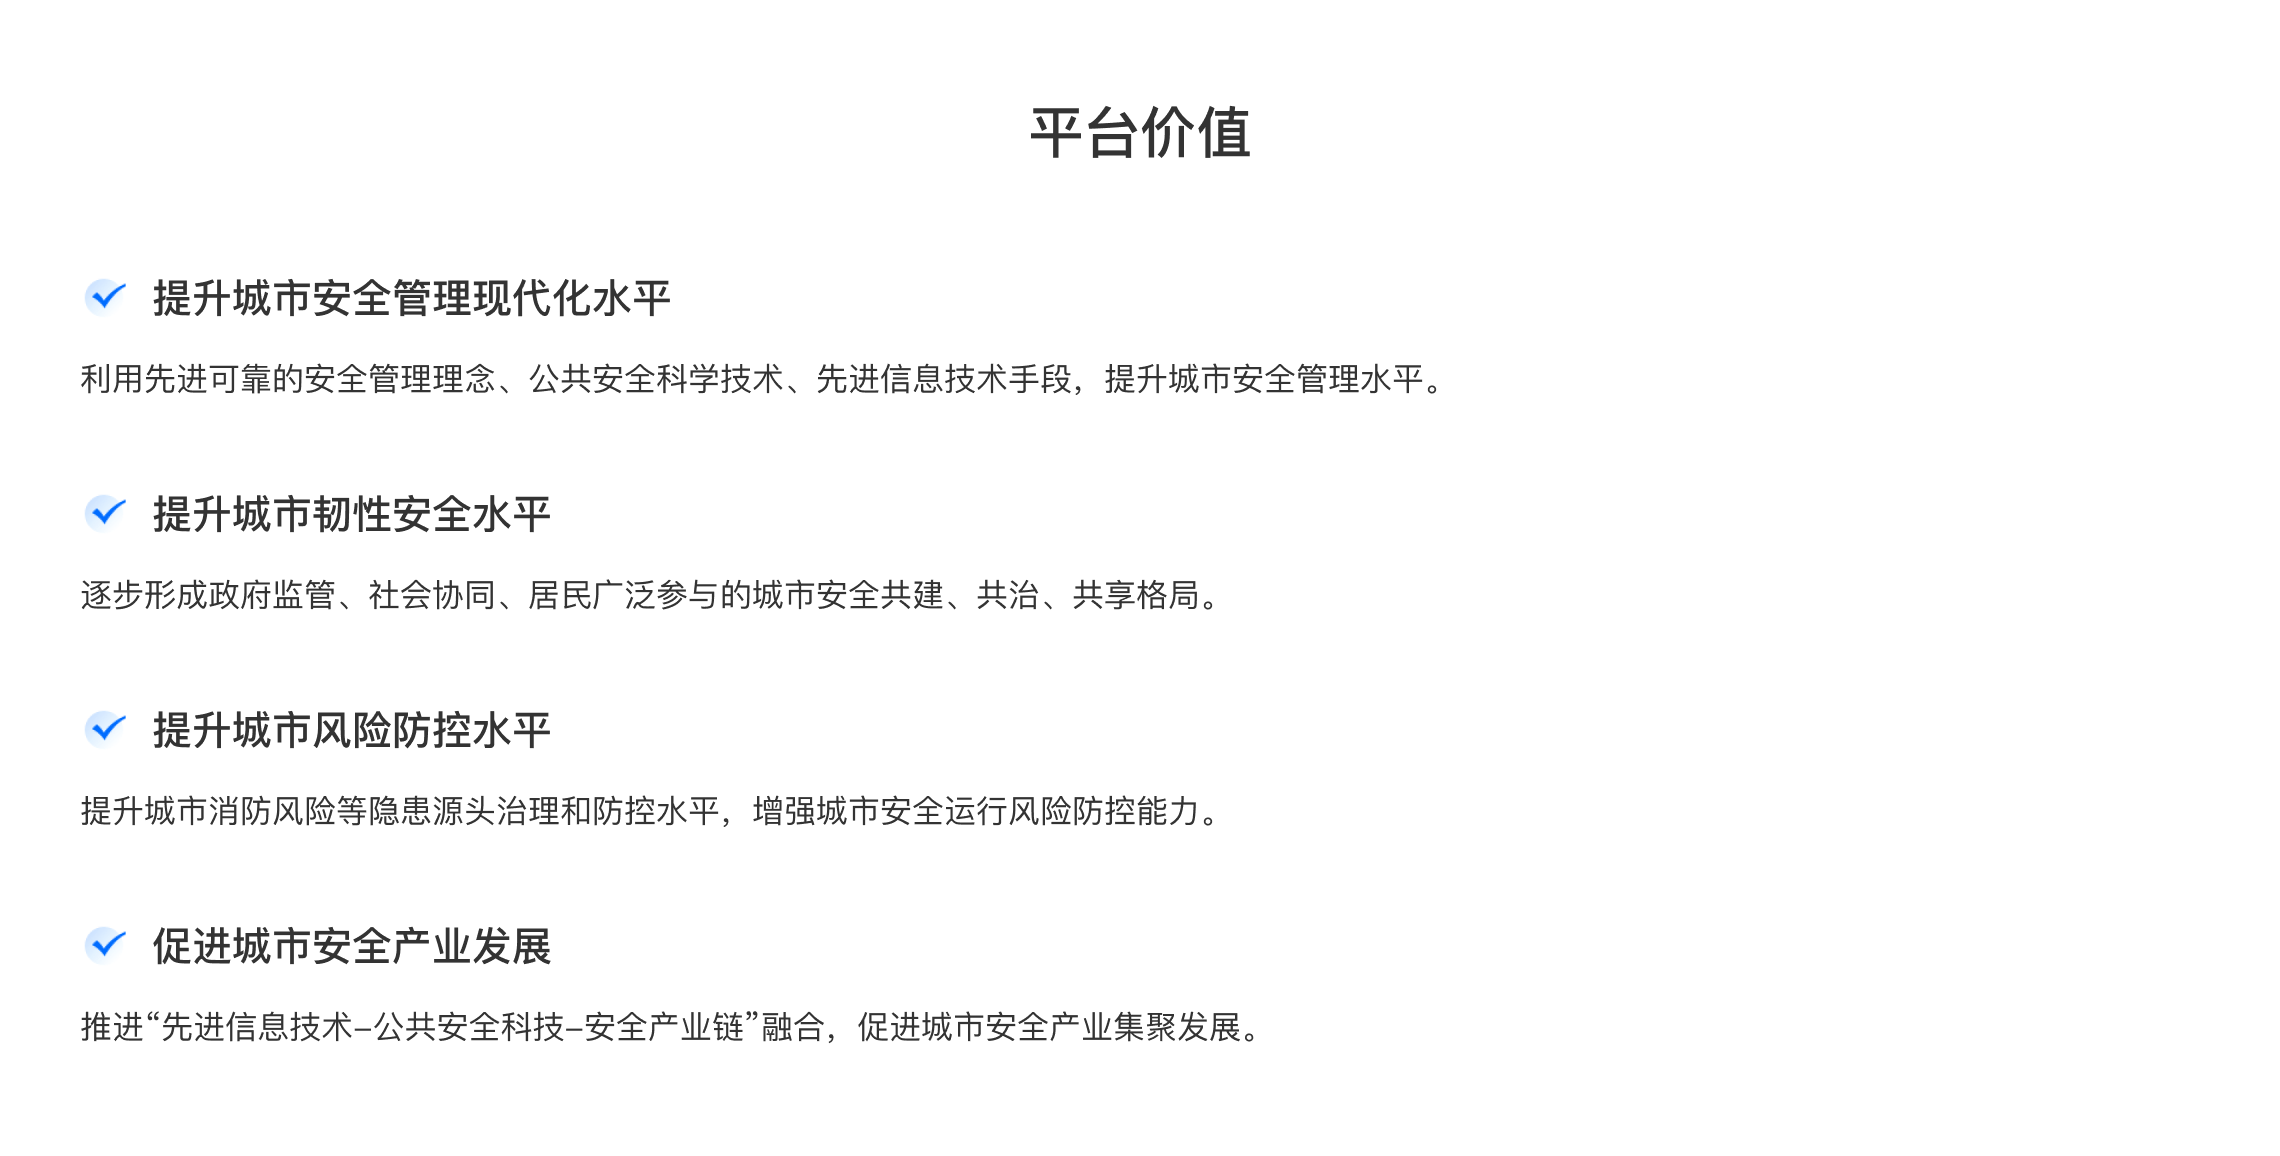 平台价值
提升城市安全管理现代化水平
利用先进可靠的安全管理理念、公共安全科学技术、先进信息技术手段，提升城市安全管理水平。
提升城市韧性安全水平
逐步形成政府监管、社会协同、居民广泛参与的城市安全共建、共治、共享格局。
提升城市风险防控水平
提升城市消防风险等隐患源头治理和防控水平，增强城市安全运行风险防控能力。
促进城市安全产业发展
推进“先进信息技术–公共安全科技–安全产业链”融合，促进城市安全产业集聚发展。